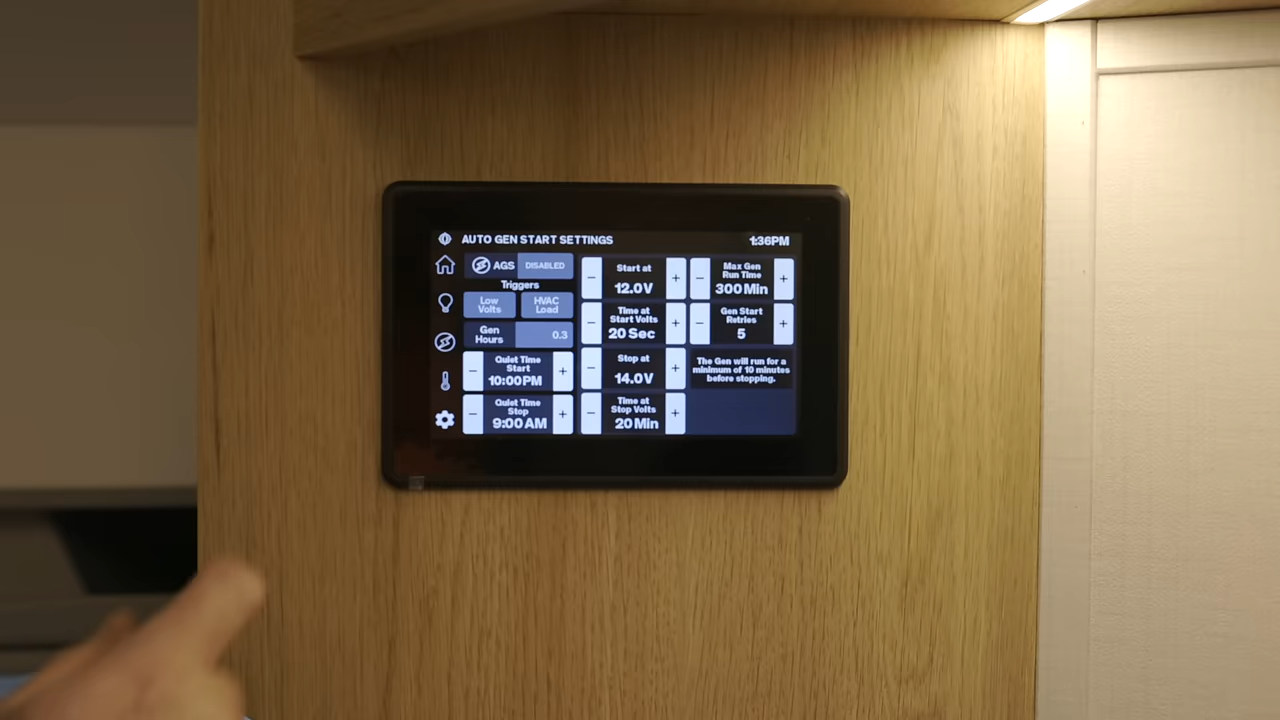 AUTO GEN START SETTINGS
1:36PM
AGS
DISABLED
Triggers
Low
Volts
HVAC
Load
Gen
Hours
0.3
−
Quiet Time
Start
10:00PM
+
−
Quiet Time
Stop
9:00 AM
+
−
Start at
12.0V
+
−
Time at
Start Volts
20 Sec
+
−
Stop at
14.0V
+
−
Time at
Stop Volts
20 Min
+
−
Max Gen
Run Time
300 Min
+
−
Gen Start
Retries
5
+
The Gen will run for a
minimum of 10 minutes
before stopping.